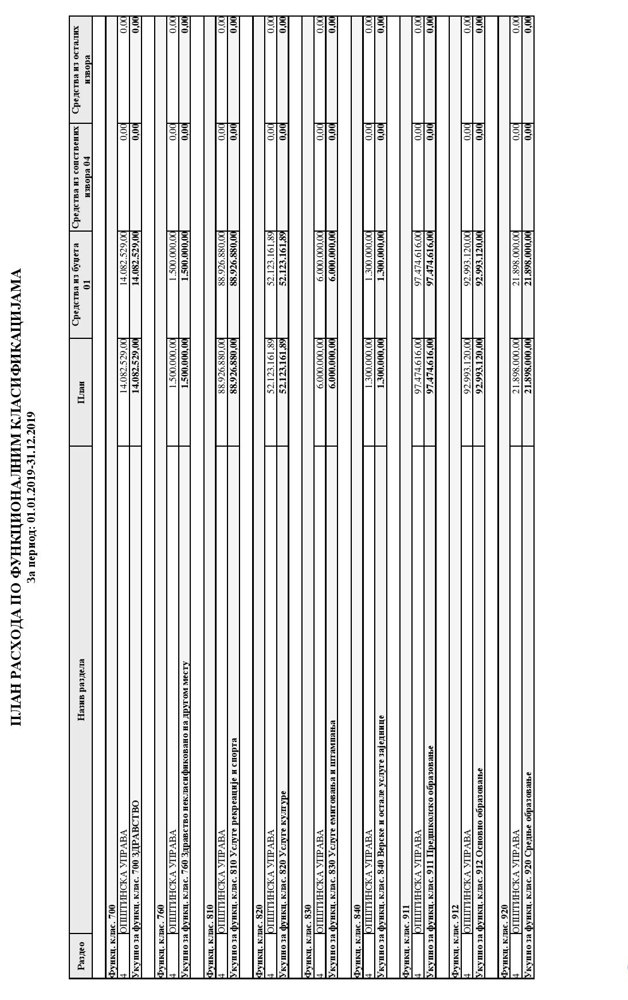 ПЛАН РАСХОДА ПО ФУНКЦИОНАЛНИМ КЛАСИФИКАЦИЈАМА
За период: 01.01.2019-31.12.2019
Раздео Назив раздела План Средства из буџета 01 Средства из сопствених извора 04 Средства из осталих извора
Функц. клас. 700
4 ОПШТИНСКА УПРАВА 14.082.529,00 14.082.529,00 0,00 0,00
Укупно за функц. клас. 700 ЗДРАВСТВО 14.082.529,00 14.082.529,00 0,00 0,00
Функц. клас. 760
4 ОПШТИНСКА УПРАВА 1.500.000,00 1.500.000,00 0,00 0,00
Укупно за функц. клас. 760 Здравство некласификовано на другом месту 1.500.000,00 1.500.000,00 0,00 0,00
Функц. клас. 810
4 ОПШТИНСКА УПРАВА 88.926.880,00 88.926.880,00 0,00 0,00
Укупно за функц. клас. 810 Услуге рекреације и спорта 88.926.880,00 88.926.880,00 0,00 0,00
Функц. клас. 820
4 ОПШТИНСКА УПРАВА 52.123.161,89 52.123.161,89 0,00 0,00
Укупно за функц. клас. 820 Услуге културе 52.123.161,89 52.123.161,89 0,00 0,00
Функц. клас. 830
4 ОПШТИНСКА УПРАВА 6.000.000,00 6.000.000,00 0,00 0,00
Укупно за функц. клас. 830 Услуге емитовања и штампања 6.000.000,00 6.000.000,00 0,00 0,00
Функц. клас. 840
4 ОПШТИНСКА УПРАВА 1.300.000,00 1.300.000,00 0,00 0,00
Укупно за функц. клас. 840 Верске и остале услуге заједнице 1.300.000,00 1.300.000,00 0,00 0,00
Функц. клас. 911
4 ОПШТИНСКА УПРАВА 97.474.616,00 97.474.616,00 0,00 0,00
Укупно за функц. клас. 911 Предшколско образовање 97.474.616,00 97.474.616,00 0,00 0,00
Функц. клас. 912
4 ОПШТИНСКА УПРАВА 92.993.120,00 92.993.120,00 0,00 0,00
Укупно за функц. клас. 912 Основно образовање 92.993.120,00 92.993.120,00 0,00 0,00
Функц. клас. 920
4 ОПШТИНСКА УПРАВА 21.898.000,00 21.898.000,00 0,00 0,00
Укупно за функц. клас. 920 Средње образовање 21.898.000,00 21.898.000,00 0,00 0,00